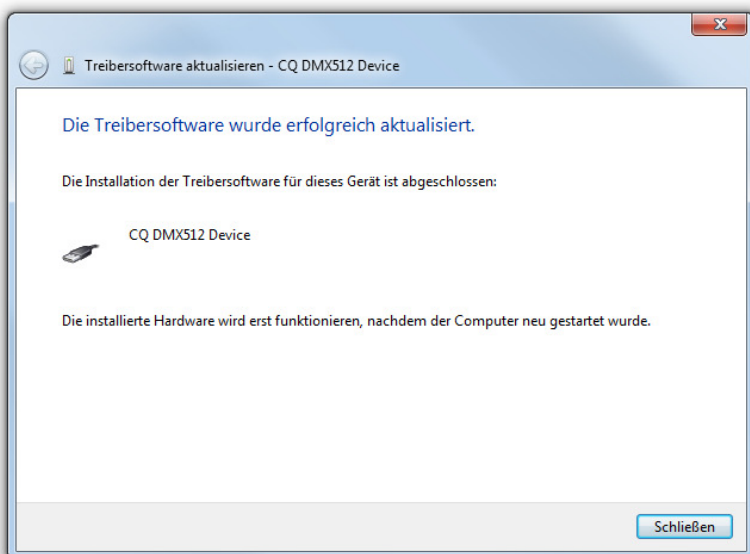 Treibersoftware aktualisieren - CQ DMX512 Device
Die Treibersoftware wurde erfolgreich aktualisiert.
Die Installation der Treibersoftware für dieses Gerät ist abgeschlossen:
CQ DMX512 Device
Die installierte Hardware wird erst funktionieren, nachdem der Computer neu gestartet wurde.
Schließen